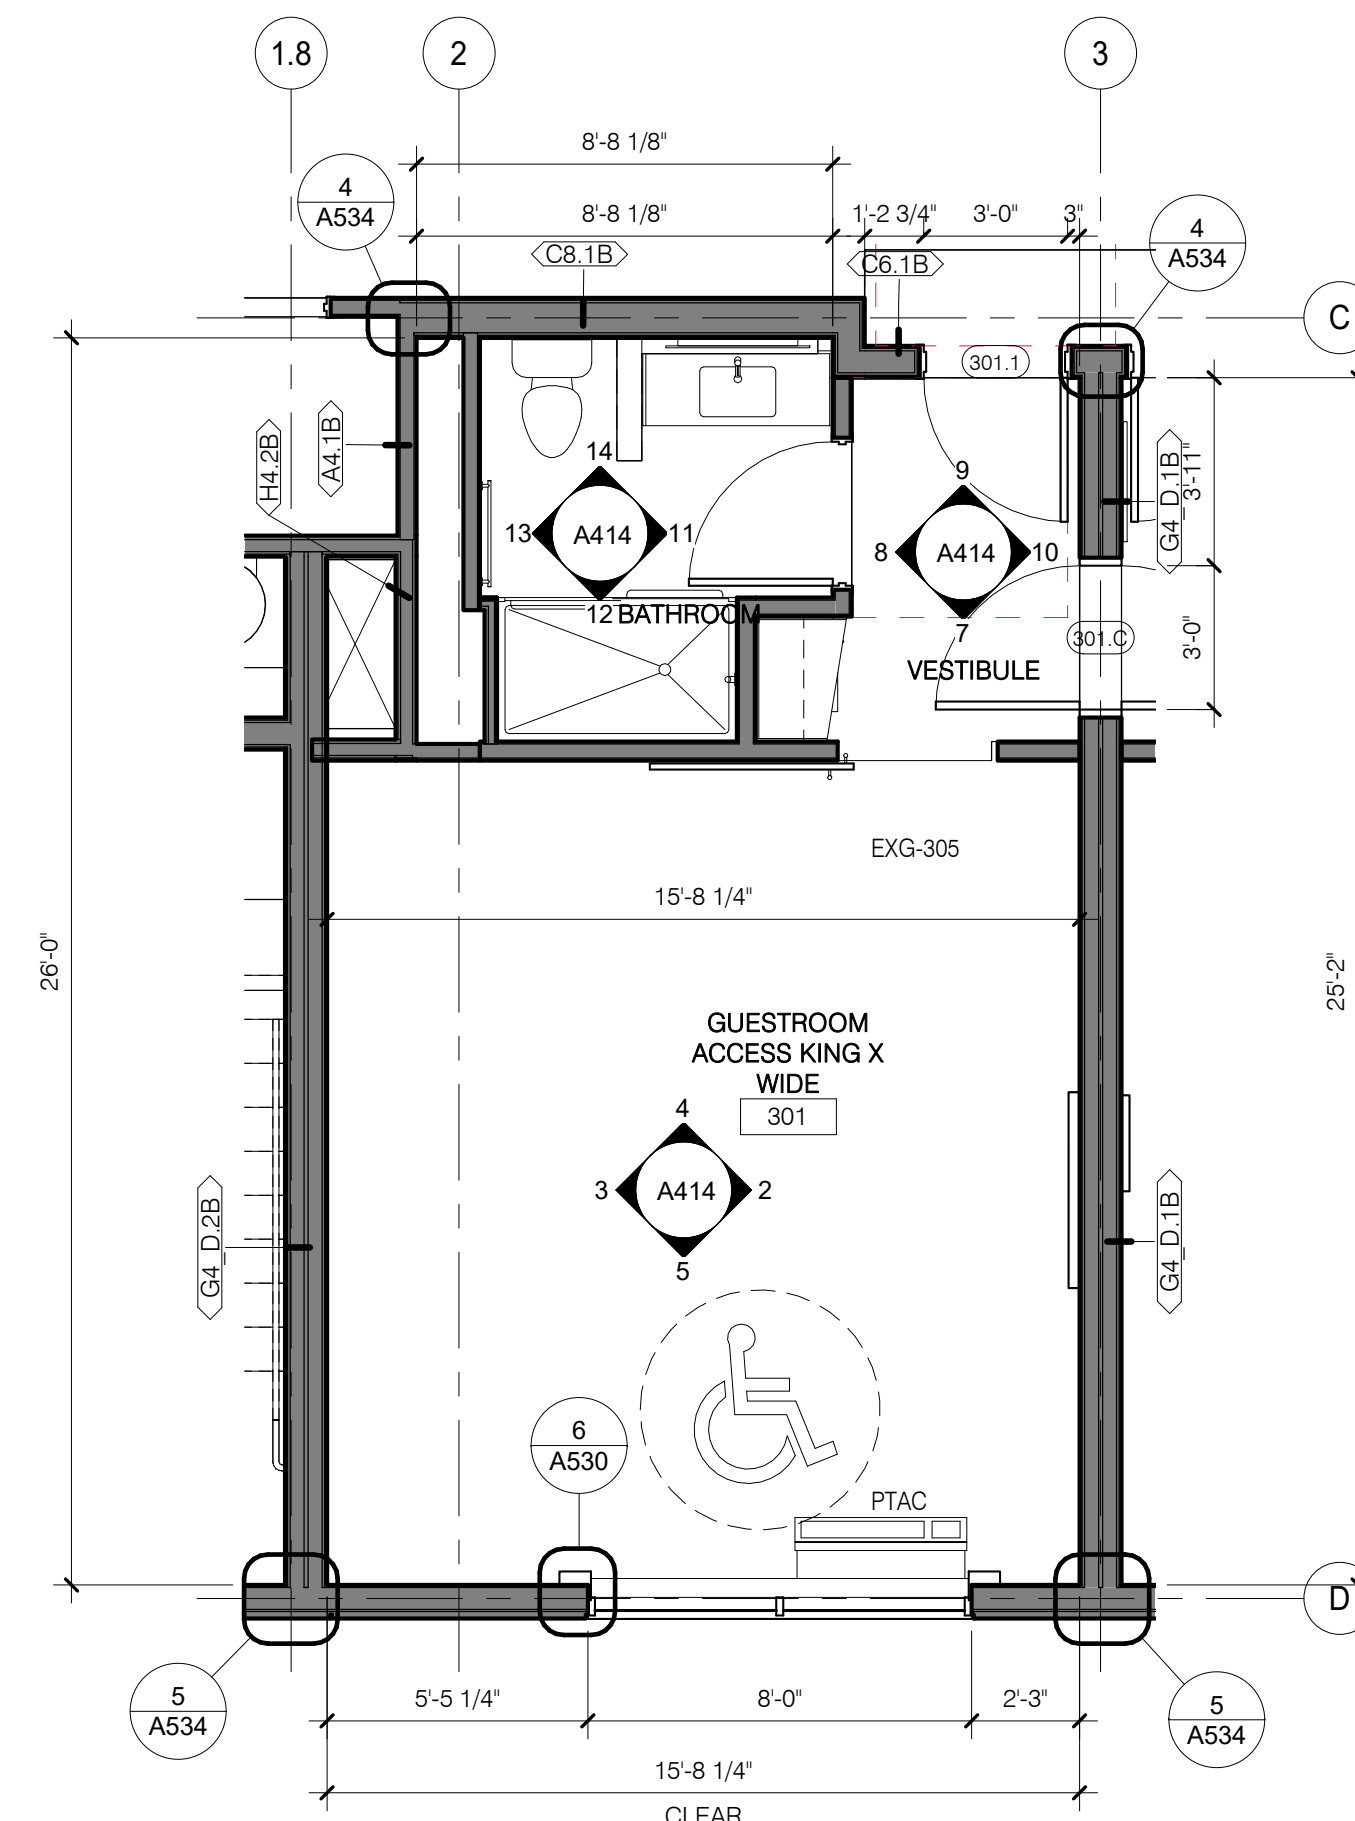 1.8
2
3
8'-8 1/8"
4
A534
8'-8 1/8"
1'-2 3/4"
3'-0"
3"
4
A534
C8.1B
C6.1B
C
301.1
A4.1B
H4.2B
G4_D.1B
3'-11"
14
13
A414
11
12
BATHROOM
9
8
A414
10
7
301.C
3'-0"
VESTIBULE
EXG-305
15'-8 1/4"
26'-0"
25'-2"
GUESTROOM
ACCESS KING X
WIDE
301
4
3
A414
2
5
G4_D.2B
G4_D.1B
6
A530
PTAC
D
5
A534
5'-5 1/4"
8'-0"
2'-3"
5
A534
15'-8 1/4"
CLEAR